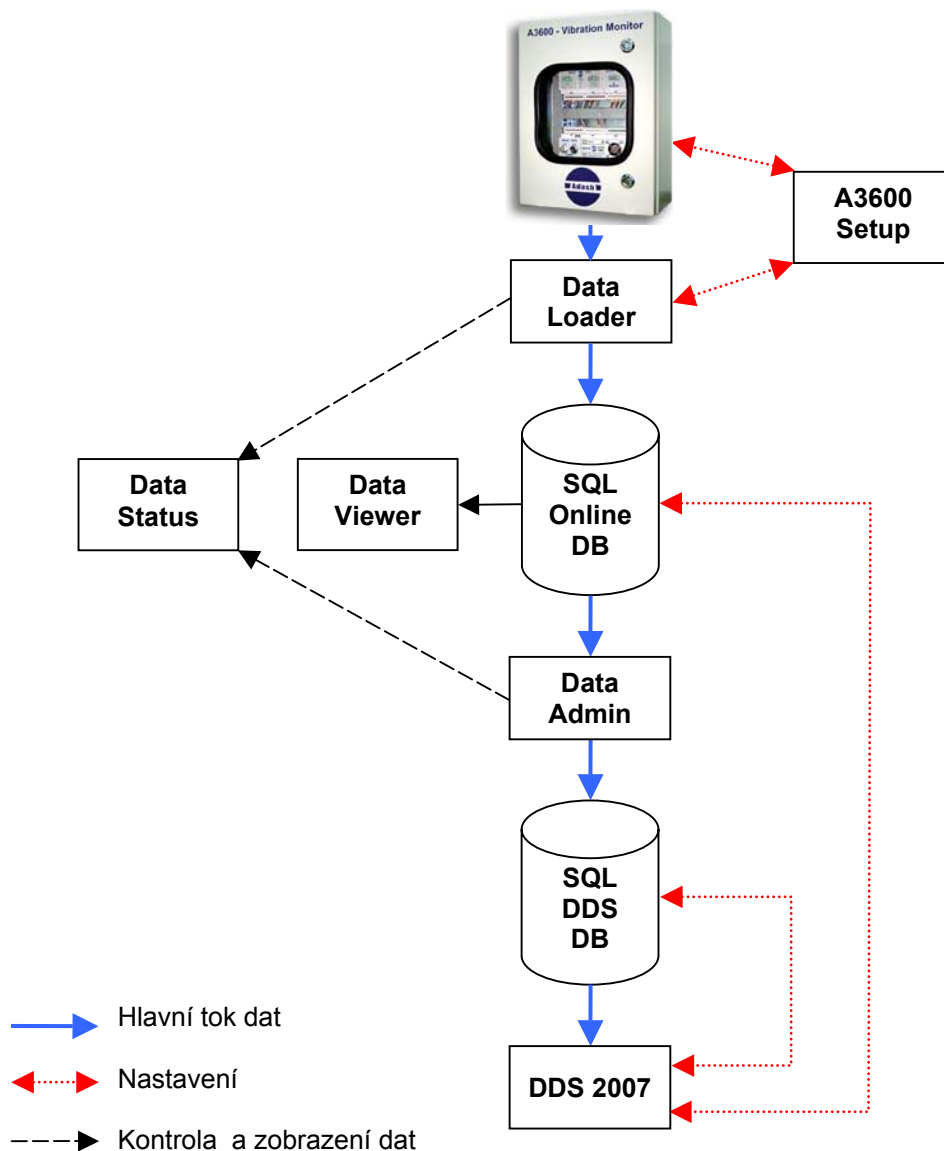 A3600 - Vibration Monitor
Adash
A3600
Setup
Data
Loader
Data
Status
Data
Viewer
SQL
Online
DB
Data
Admin
SQL
DDS
DB
DDS 2007
Hlavní tok dat
Nastavení
Kontrola a zobrazení dat